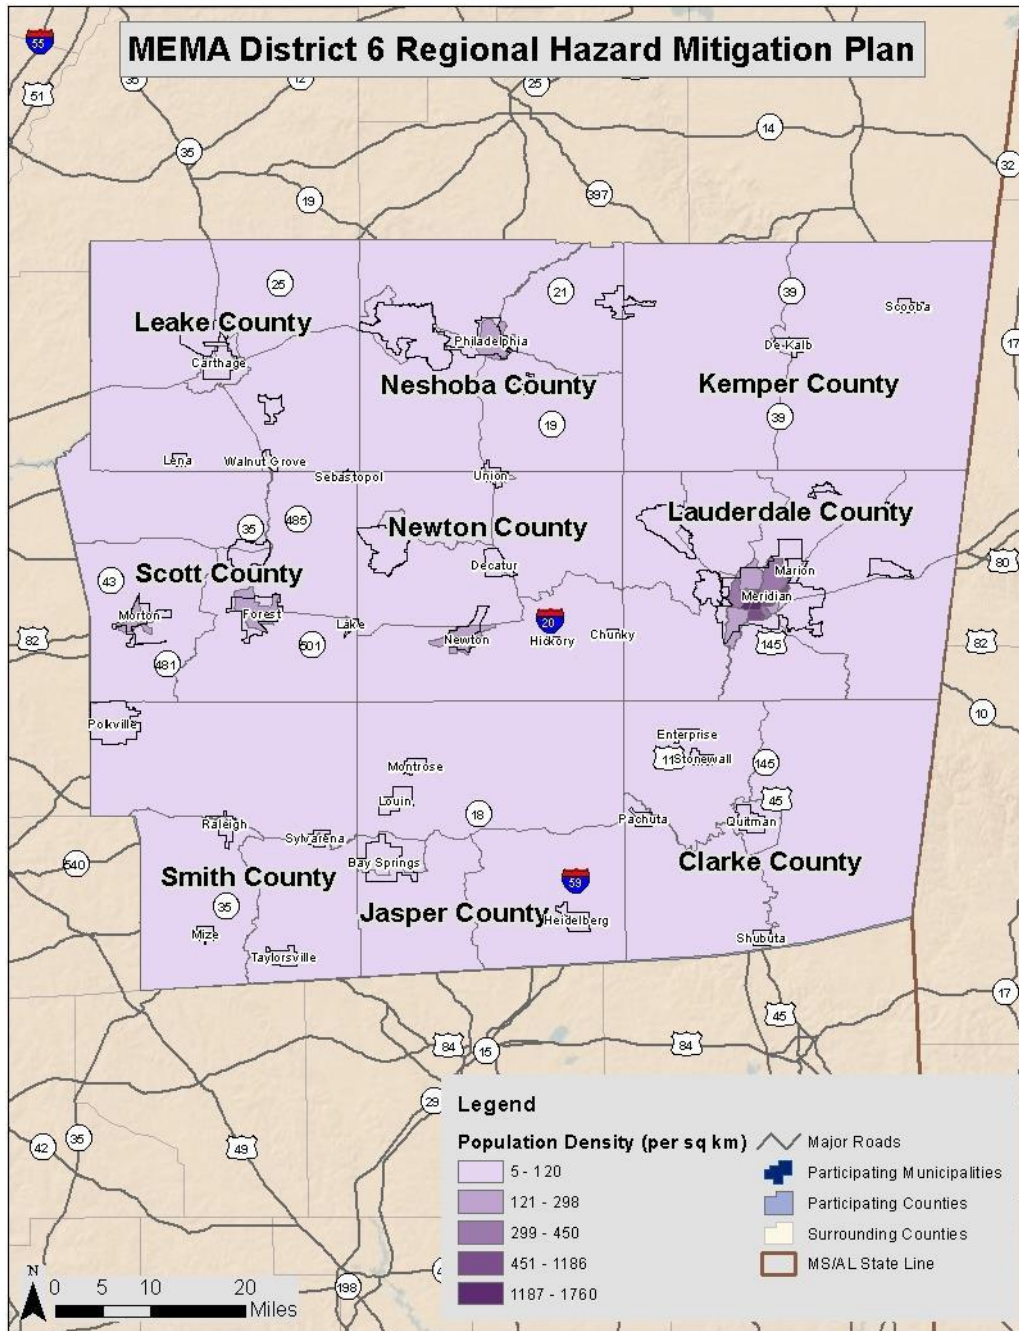 MEMA District 6 Regional Hazard Mitigation Plan
55
51
35
12
25
14
35
32
19
397
25
21
39
Scooba
Leake County
17
Philadelphia
De-Kalb
Carthage
Neshoba County
Kemper County
39
19
Lena
Walnut Grove
Sebastopol
Union
35
485
Newton County
Lauderdale County
80
Decatur
Marion
43
Scott County
Meridian
Morton
Forest
Lake
20
Newton
Hickory
Chunky
82
501
145
82
481
10
Polkville
Enterprise
11
Stonewall
145
Montrose
45
Louin
18
Pachuta
Quitman
Raleigh
Sylvarena
540
Bay Springs
Clarke County
Smith County
59
35
Jasper County
Heidelberg
Mize
Shubuta
Taylorsville
17
45
84
15
84
29
42
35
49
198
Legend
Population Density (per sq km)
5 - 120
121 - 298
299 - 450
451 - 1186
1187 - 1760
Major Roads
Participating Municipalities
Participating Counties
Surrounding Counties
MS/AL State Line
N
0 5 10 20
Miles